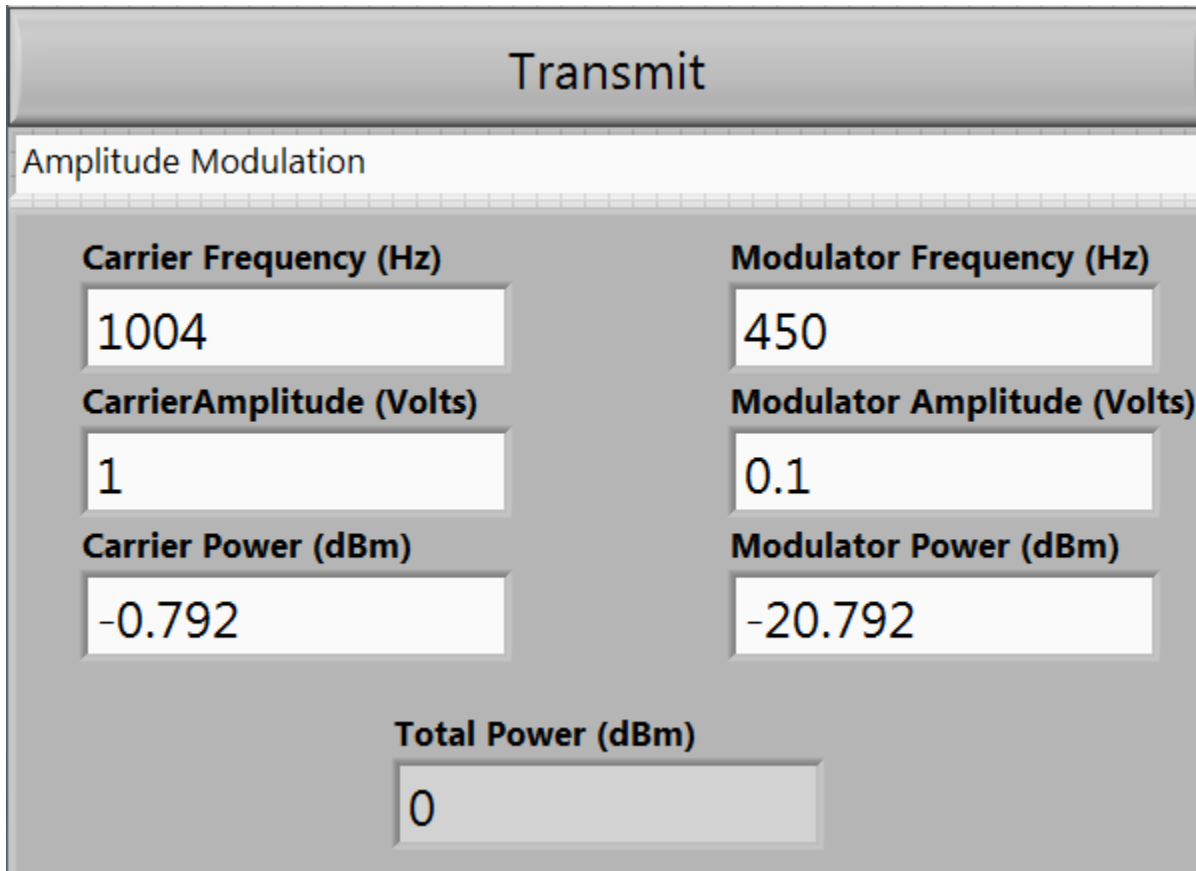 Transmit
Amplitude Modulation
Carrier Frequency (Hz)
1004
Modulator Frequency (Hz)
450
CarrierAmplitude (Volts)
1
Modulator Amplitude (Volts)
0.1
Carrier Power (dBm)
-0.792
Modulator Power (dBm)
-20.792
Total Power (dBm)
0